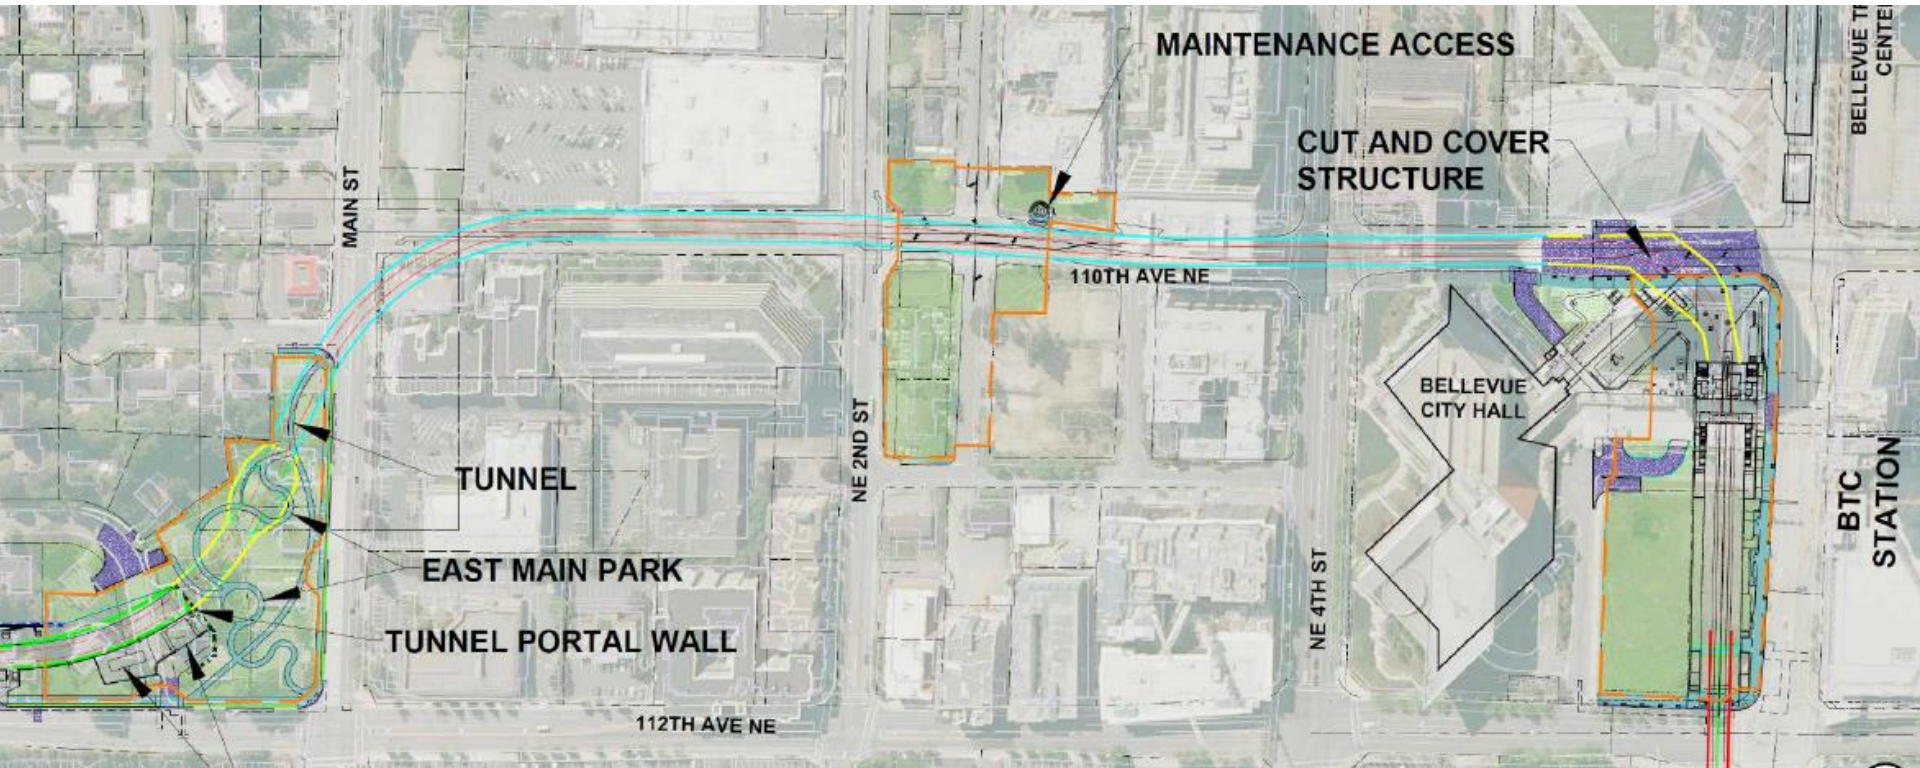 MAINTENANCE ACCESS
BELLEVUE
CUT AND COVER
STRUCTURE
MAIN ST
110TH AVE NE
BELLEVUE
CITY HALL
NE 2ND ST
TUNNEL
BTC
STATION
NE 4TH ST
EAST MAIN PARK
TUNNEL PORTAL WALL
112TH AVE NE